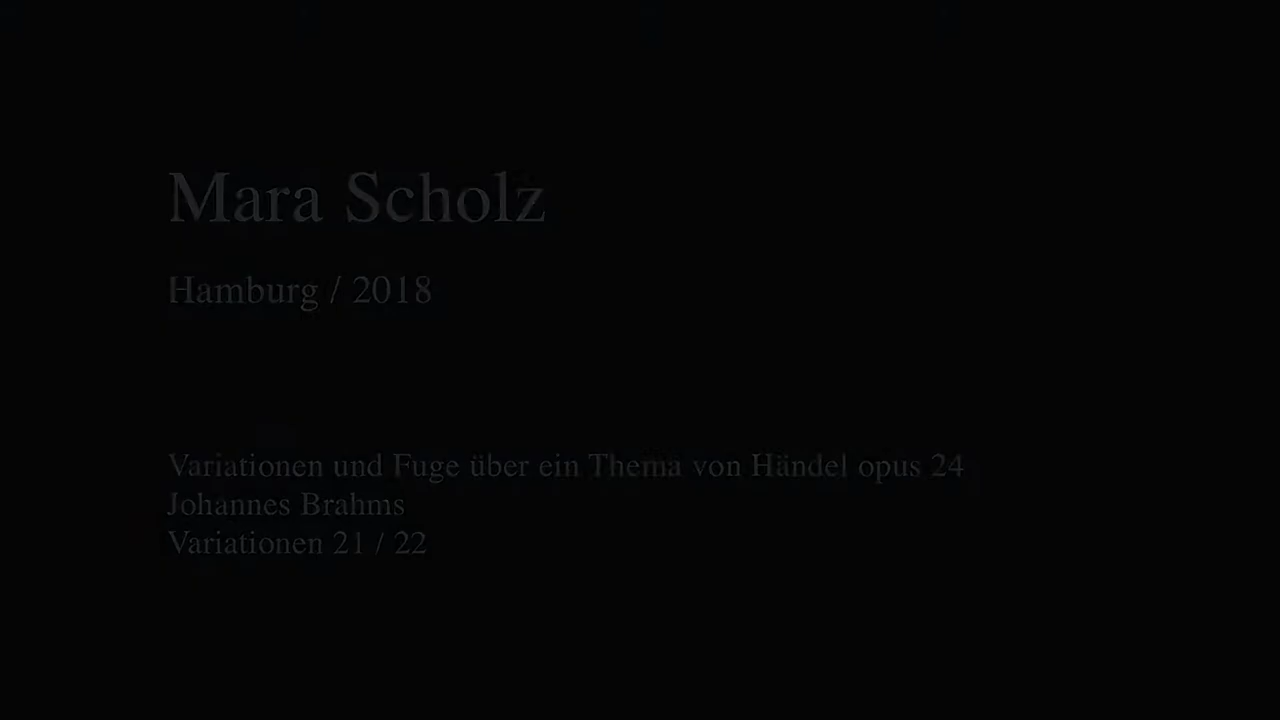 Mara Scholz
Hamburg / 2018
Variationen und Fuge über ein Thema von Händel opus 24
Johannes Brahms
Variationen 21 / 22